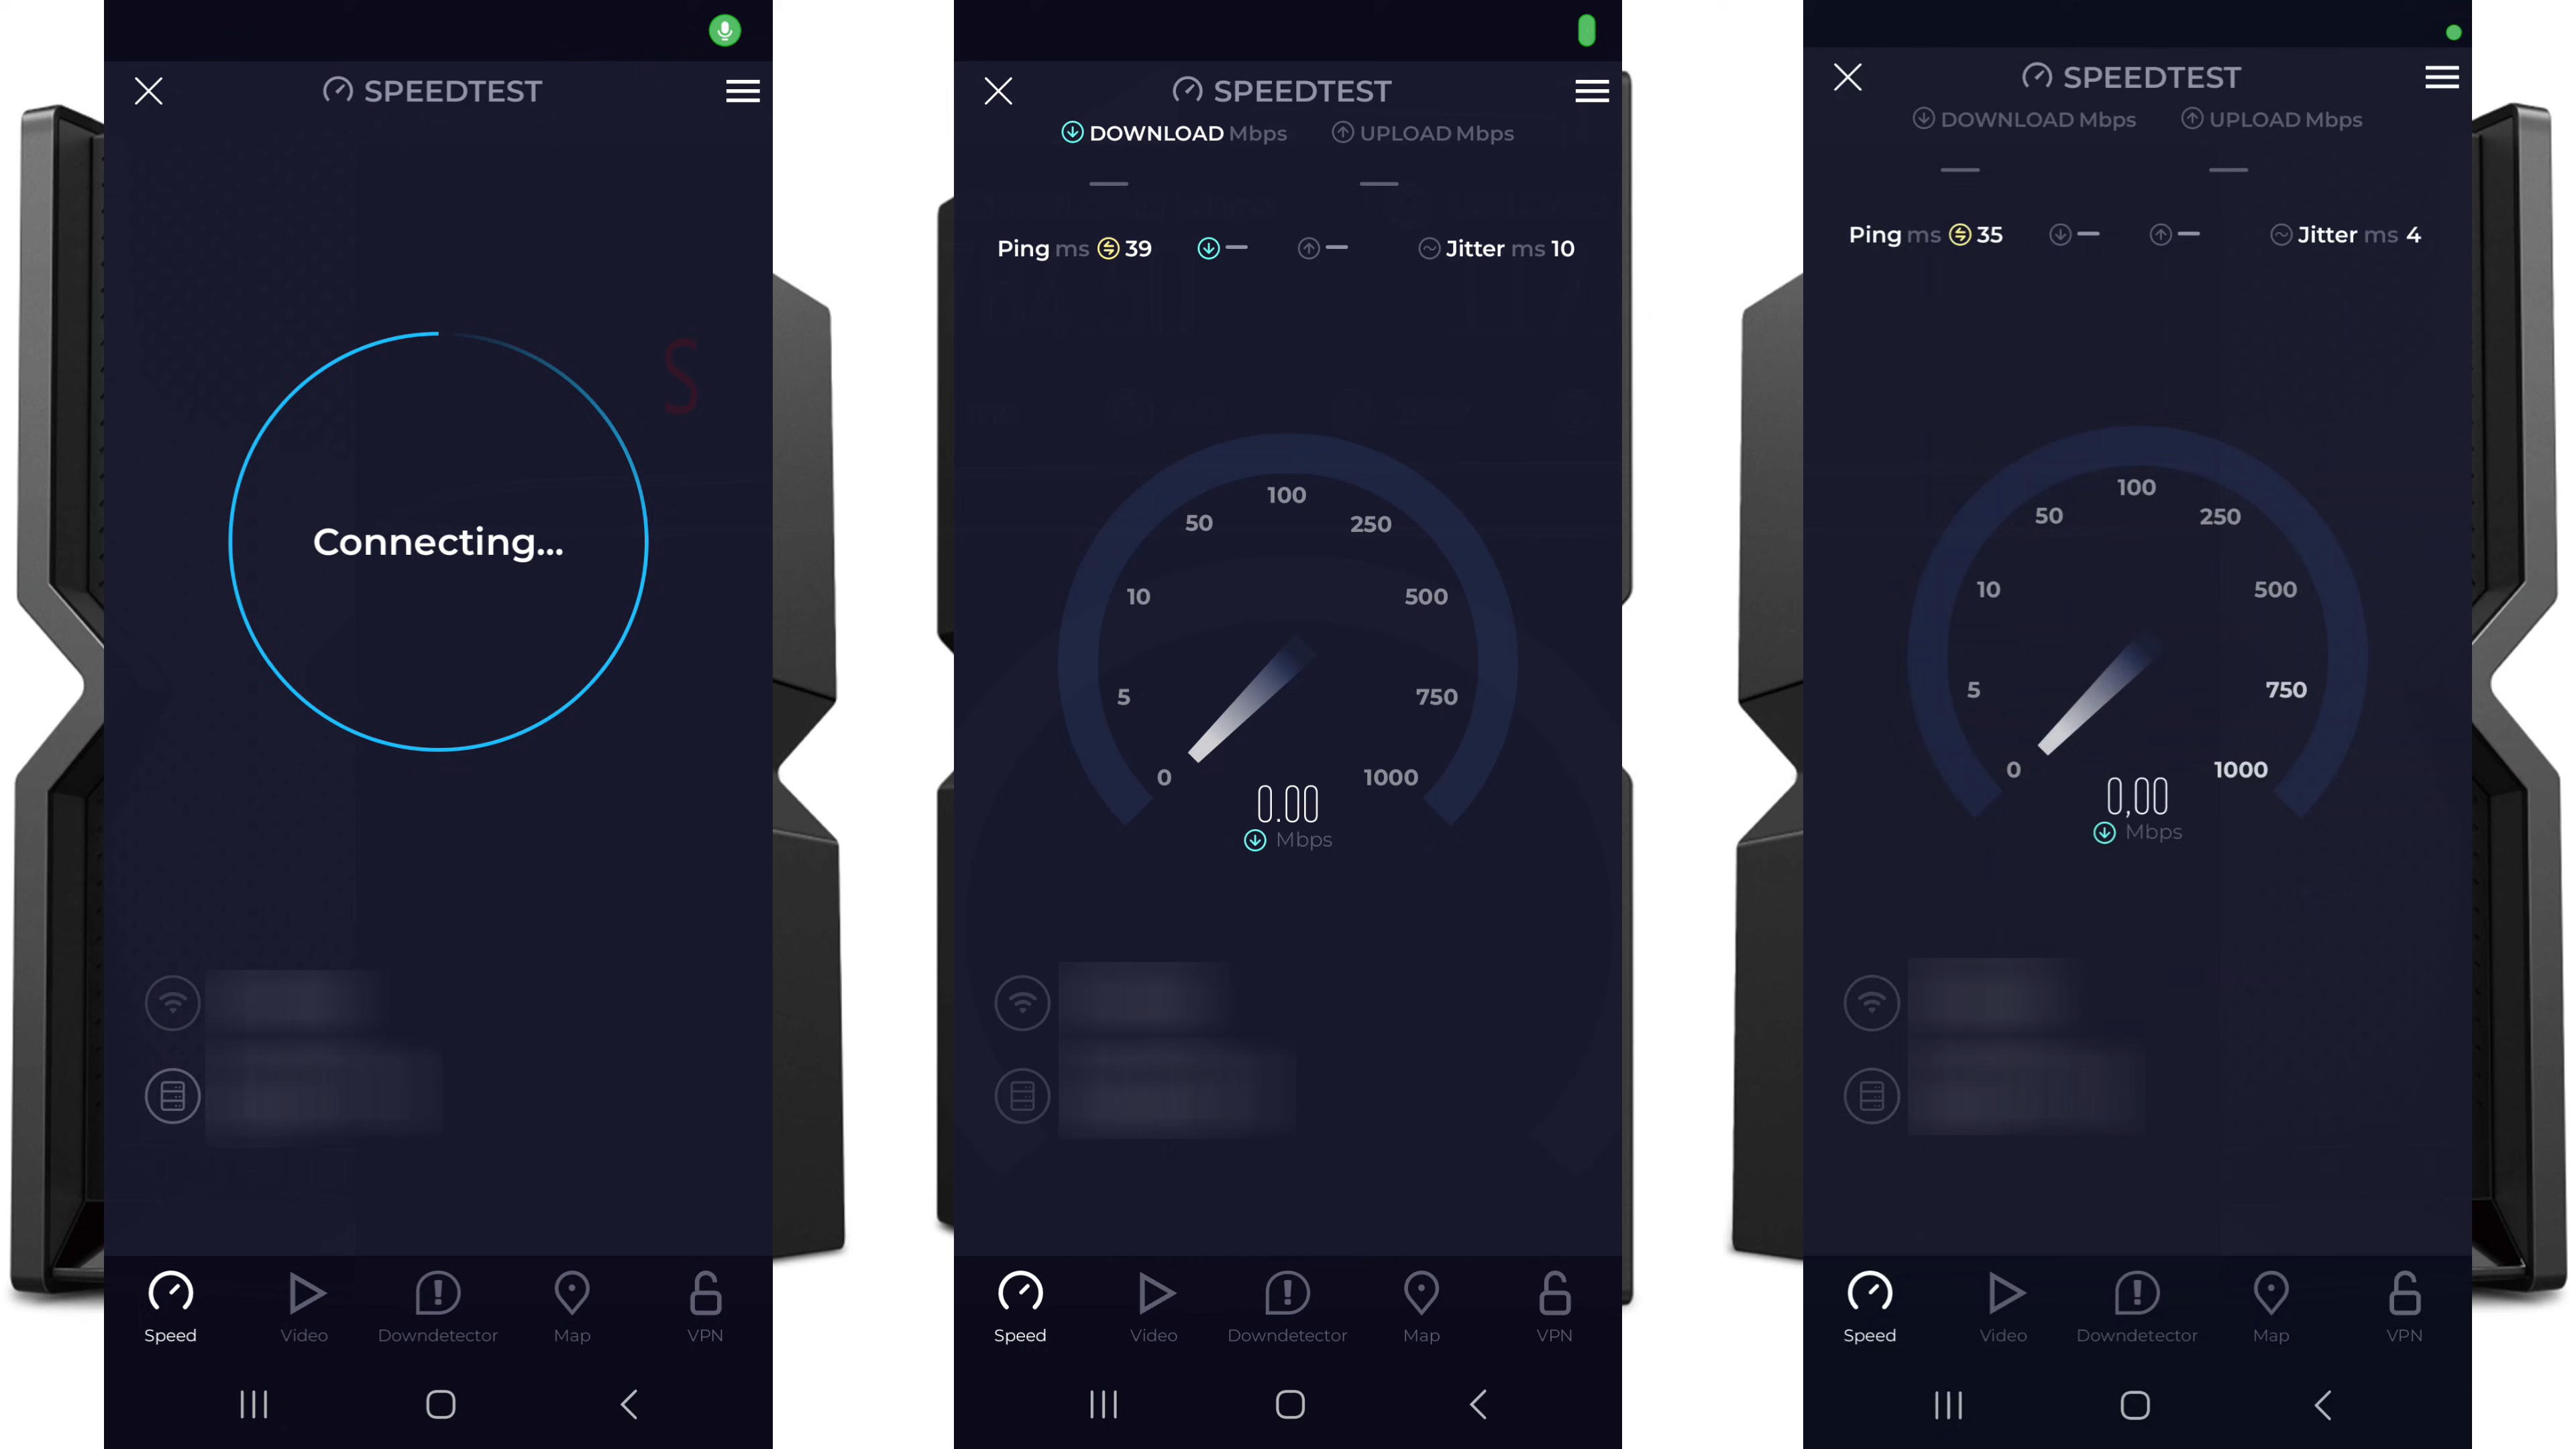 SPEEDTEST
S
Connecting...
Speed Video Downdetector Map VPN
SPEEDTEST
DOWNLOAD Mbps UPLOAD Mbps
— —
Ping ms 39 — — Jitter ms 10
100
50 250
10 500
5 750
0 1000
0.00
Mbps
Speed Video Downdetector Map VPN
SPEEDTEST
DOWNLOAD Mbps UPLOAD Mbps
— —
Ping ms 35 — — Jitter ms 4
100
50 250
10 500
5 750
0 1000
0,00
Mbps
Speed Video Downdetector Map VPN